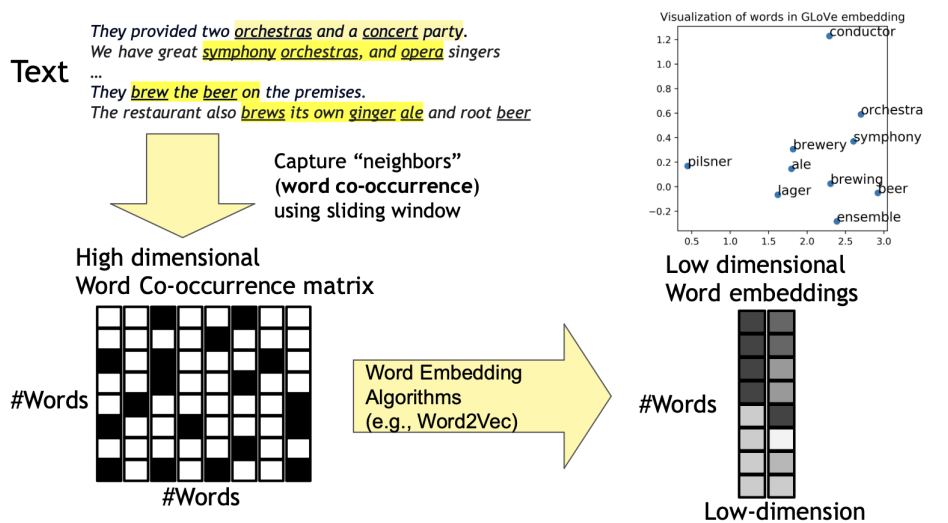 Text
They provided two orchestras and a concert party.
We have great symphony orchestras, and opera singers
…
They brew the beer on the premises.
The restaurant also brews its own ginger ale and root beer
Capture “neighbors”
(word co-occurrence)
using sliding window
High dimensional
Word Co-occurrence matrix
#Words
#Words
Word Embedding
Algorithms
(e.g., Word2Vec)
Visualization of words in GLoVe embedding
1.2
1.0
0.8
0.6
0.4
0.2
0.0
−0.2
conductor
orchestra
symphony
brewery
pilsner
ale
brewing
lager
beer
ensemble
0.5 1.0 1.5 2.0 2.5 3.0
Low dimensional
Word embeddings
#Words
Low-dimension